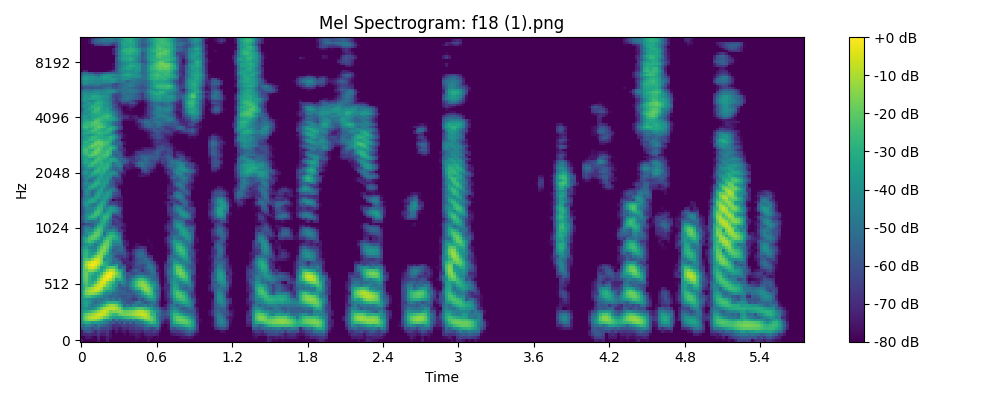 Mel Spectrogram: f18 (1).png
8192
4096
2048
1024
512
0
Hz
0 0.6 1.2 1.8 2.4 3 3.6 4.2 4.8 5.4
Time
+0 dB
-10 dB
-20 dB
-30 dB
-40 dB
-50 dB
-60 dB
-70 dB
-80 dB